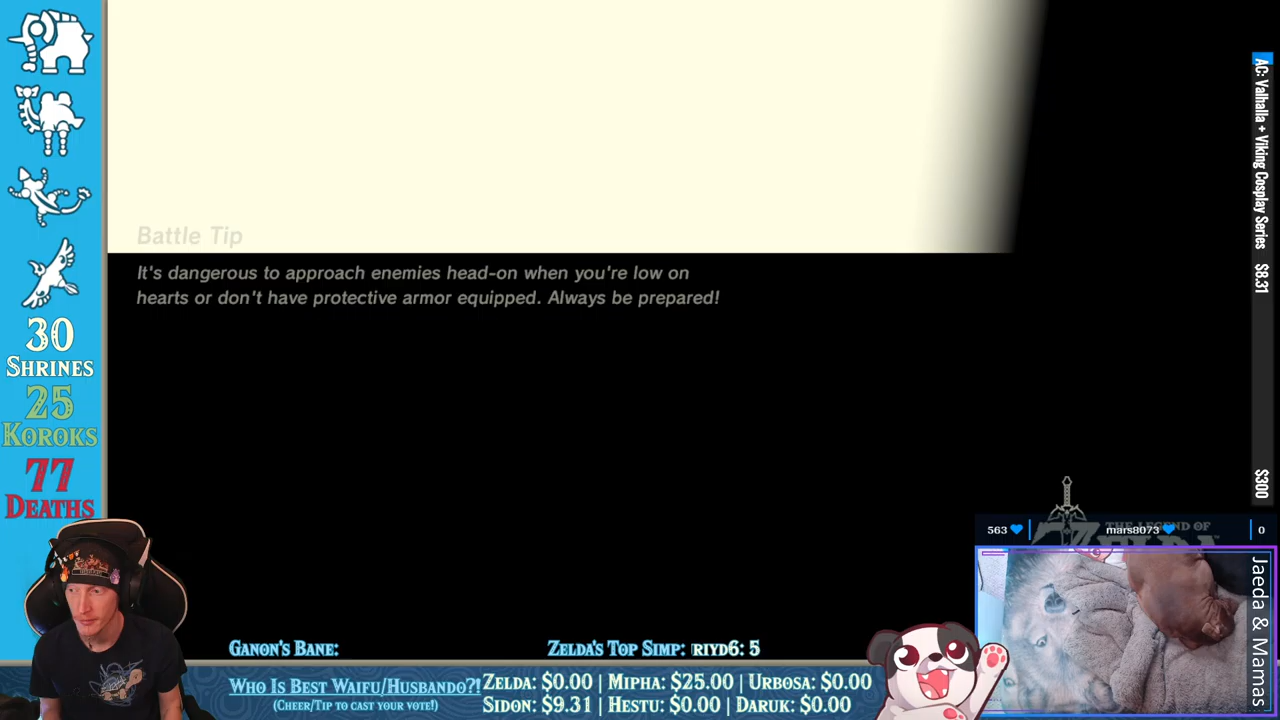 30
SHRINES
25
KOROKS
77
DEATHS
Battle Tip
It's dangerous to approach enemies head-on when you're low on
hearts or don't have protective armor equipped. Always be prepared!
AC: Valhalla + Viking Cosplay Series $8.31
$300
THE LEGEND OF
ZELDA
563
mars8073
0
Jaeda & Mamas
GANON'S BANE:
ZELDA'S TOP SIMP: RIYD6: 5
WHO IS BEST WAIFU/HUSBANDO?!
(CHEER/TIP TO CAST YOUR VOTE!)
ZELDA: $0.00 | MIPHA: $25.00 | URBOSA: $0.00
SIDON: $9.31 | HESTU: $0.00 | DARUK: $0.00